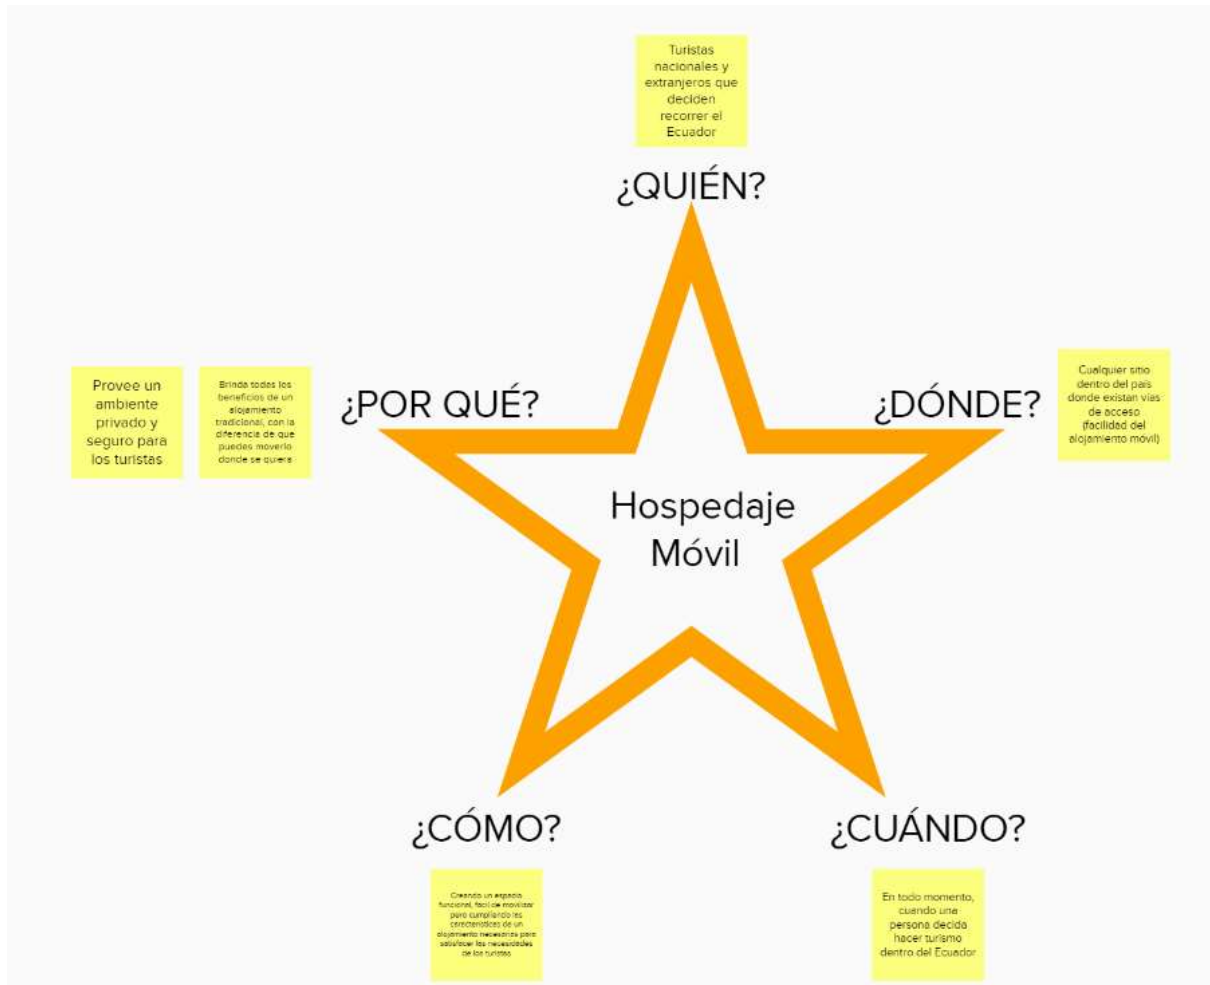 Turistas
nacionales y
extranjeros que
deciden
recorrer el
Ecuador
¿QUIÉN?
Provee un
ambiente
privado y
seguro para
los turistas
Brinda todas los
beneficios de un
alojamiento
tradicional, con la
diferencia de que
puedes moverlo
donde se quiera
¿POR QUÉ?
¿DÓNDE?
Cualquier sitio
dentro del país
donde existan vías
de acceso
(facilidad del
alojamiento móvil)
Hospedaje
Móvil
¿CÓMO?
Creando un espacio
funcional, fácil de movilizar
pero cumpliendo las
características de un
alojamiento necesarias para
satisfacer las necesidades
de los turistas
¿CUÁNDO?
En todo momento,
cuando una
persona decida
hacer turismo
dentro del Ecuador